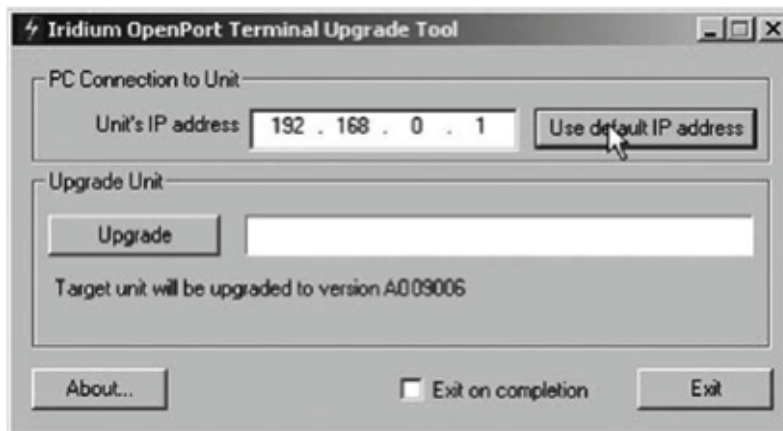 Iridium OpenPort Terminal Upgrade Tool
PC Connection to Unit
Unit's IP address 192 . 168 . 0 . 1 Use default IP address
Upgrade Unit
Upgrade
Target unit will be upgraded to version A009006
About... Exit on completion Exit